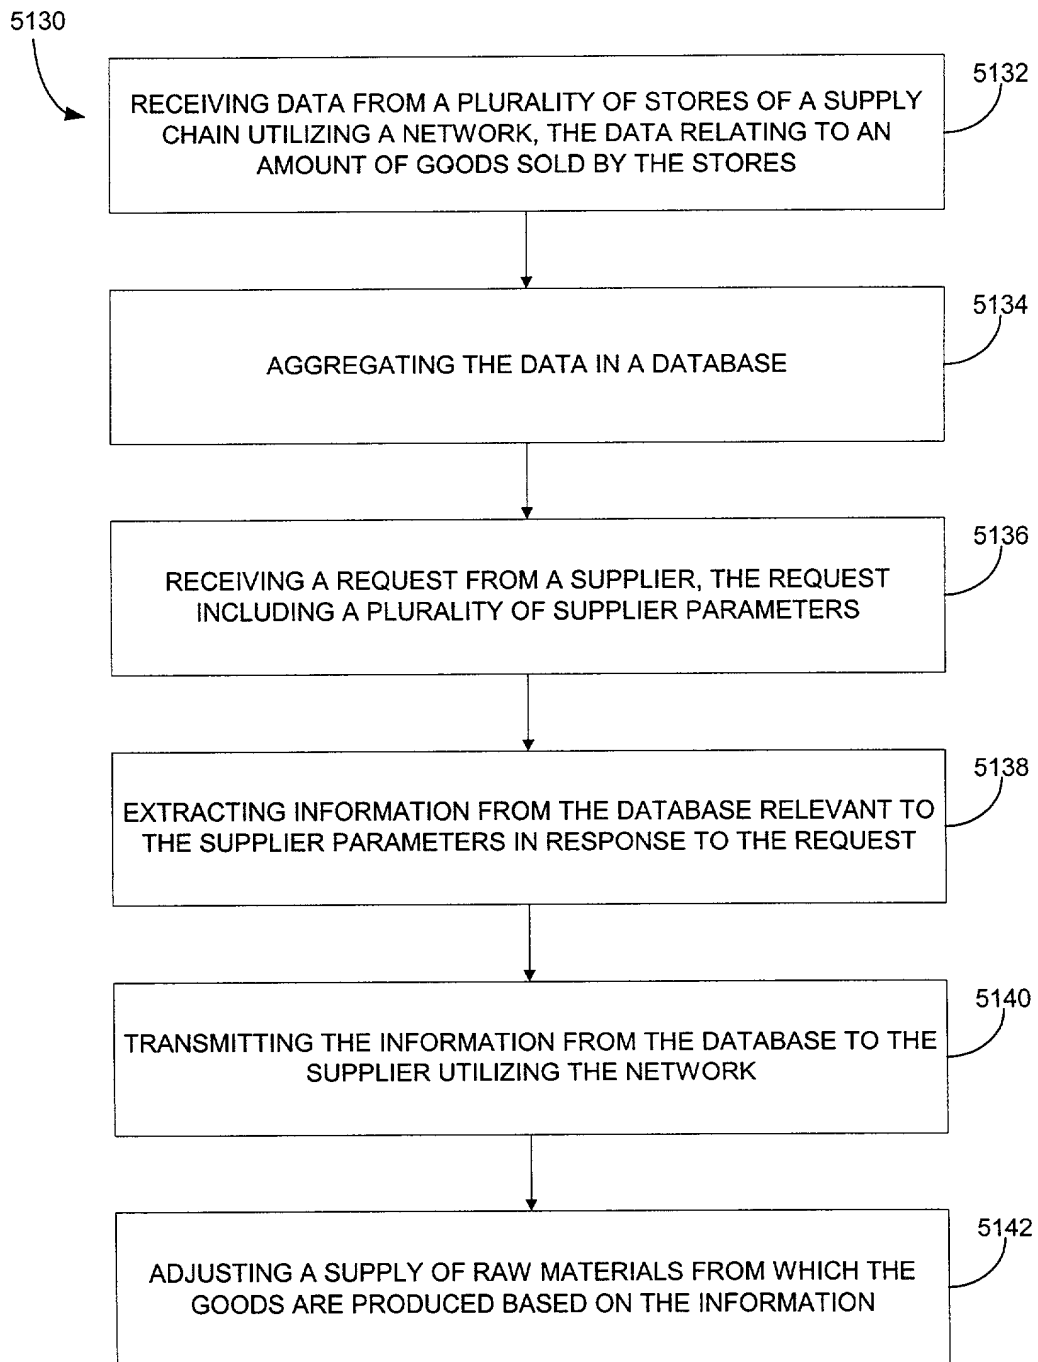 5130
5132
RECEIVING DATA FROM A PLURALITY OF STORES OF A SUPPLY
CHAIN UTILIZING A NETWORK, THE DATA RELATING TO AN
AMOUNT OF GOODS SOLD BY THE STORES
5134
AGGREGATING THE DATA IN A DATABASE
5136
RECEIVING A REQUEST FROM A SUPPLIER, THE REQUEST
INCLUDING A PLURALITY OF SUPPLIER PARAMETERS
5138
EXTRACTING INFORMATION FROM THE DATABASE RELEVANT TO
THE SUPPLIER PARAMETERS IN RESPONSE TO THE REQUEST
5140
TRANSMITTING THE INFORMATION FROM THE DATABASE TO THE
SUPPLIER UTILIZING THE NETWORK
5142
ADJUSTING A SUPPLY OF RAW MATERIALS FROM WHICH THE
GOODS ARE PRODUCED BASED ON THE INFORMATION